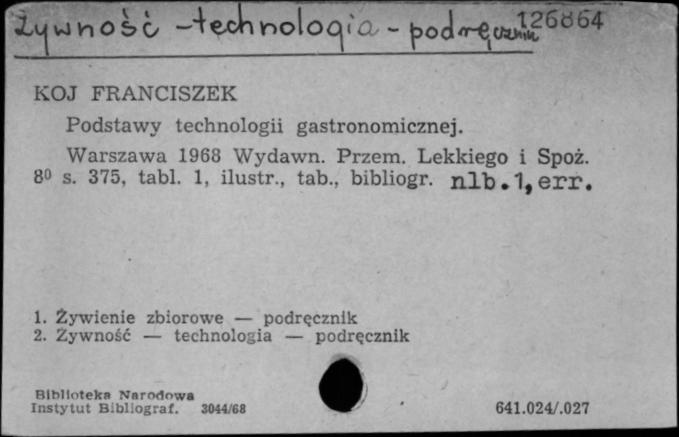 Żywność - technologia - podręcznik 126864
KOJ FRANCISZEK
Podstawy technologii gastronomicznej.
Warszawa 1968 Wydawn. Przem. Lekkiego i Spoż.
8⁰ s. 375, tabl. 1, ilustr., tab., bibliogr. nlb.1,err.
1. Żywienie zbiorowe — podręcznik
2. Żywność — technologia — podręcznik
Biblioteka Narodowa
Instytut Bibliograf. 3044/68
641.024/.027